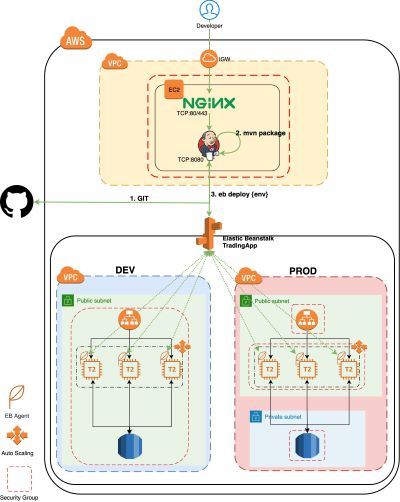 Developer
AWS
VPC
IGW
EC2
NGINX
TCP:80/443
2. mvn package
TCP:8080
1. GIT
3. eb deploy {env}
Elastic Beanstalk
TradingApp
DEV
PROD
VPC
VPC
Public subnet
Public subnet
T2
T2
T2
T2
T2
T2
Private subnet
EB Agent
Auto Scaling
Security Group